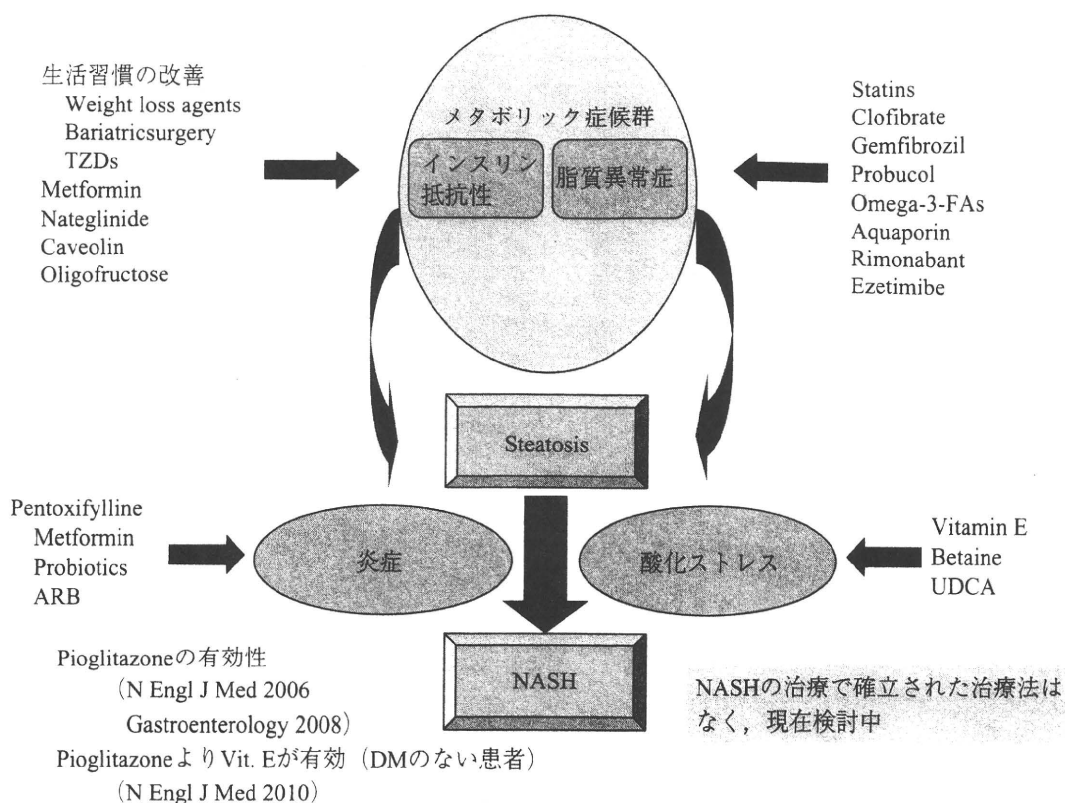 生活習慣の改善
Weight loss agents
Bariatricsurgery
TZDs
Metformin
Nateglinide
Caveolin
Oligofructose
メタボリック症候群
インスリン
抵抗性
脂質異常症
Statins
Clofibrate
Gemfibrozil
Probucol
Omega-3-FAs
Aquaporin
Rimonabant
Ezetimibe
Steatosis
Pentoxifylline
Metformin
Probiotics
ARB
炎症
酸化ストレス
Vitamin E
Betaine
UDCA
NASH
Pioglitazoneの有効性
(N Engl J Med 2006
Gastroenterology 2008)
PioglitazoneよりVit. Eが有効(DMのない患者)
(N Engl J Med 2010)
NASHの治療で確立された治療法は
なく,現在検討中